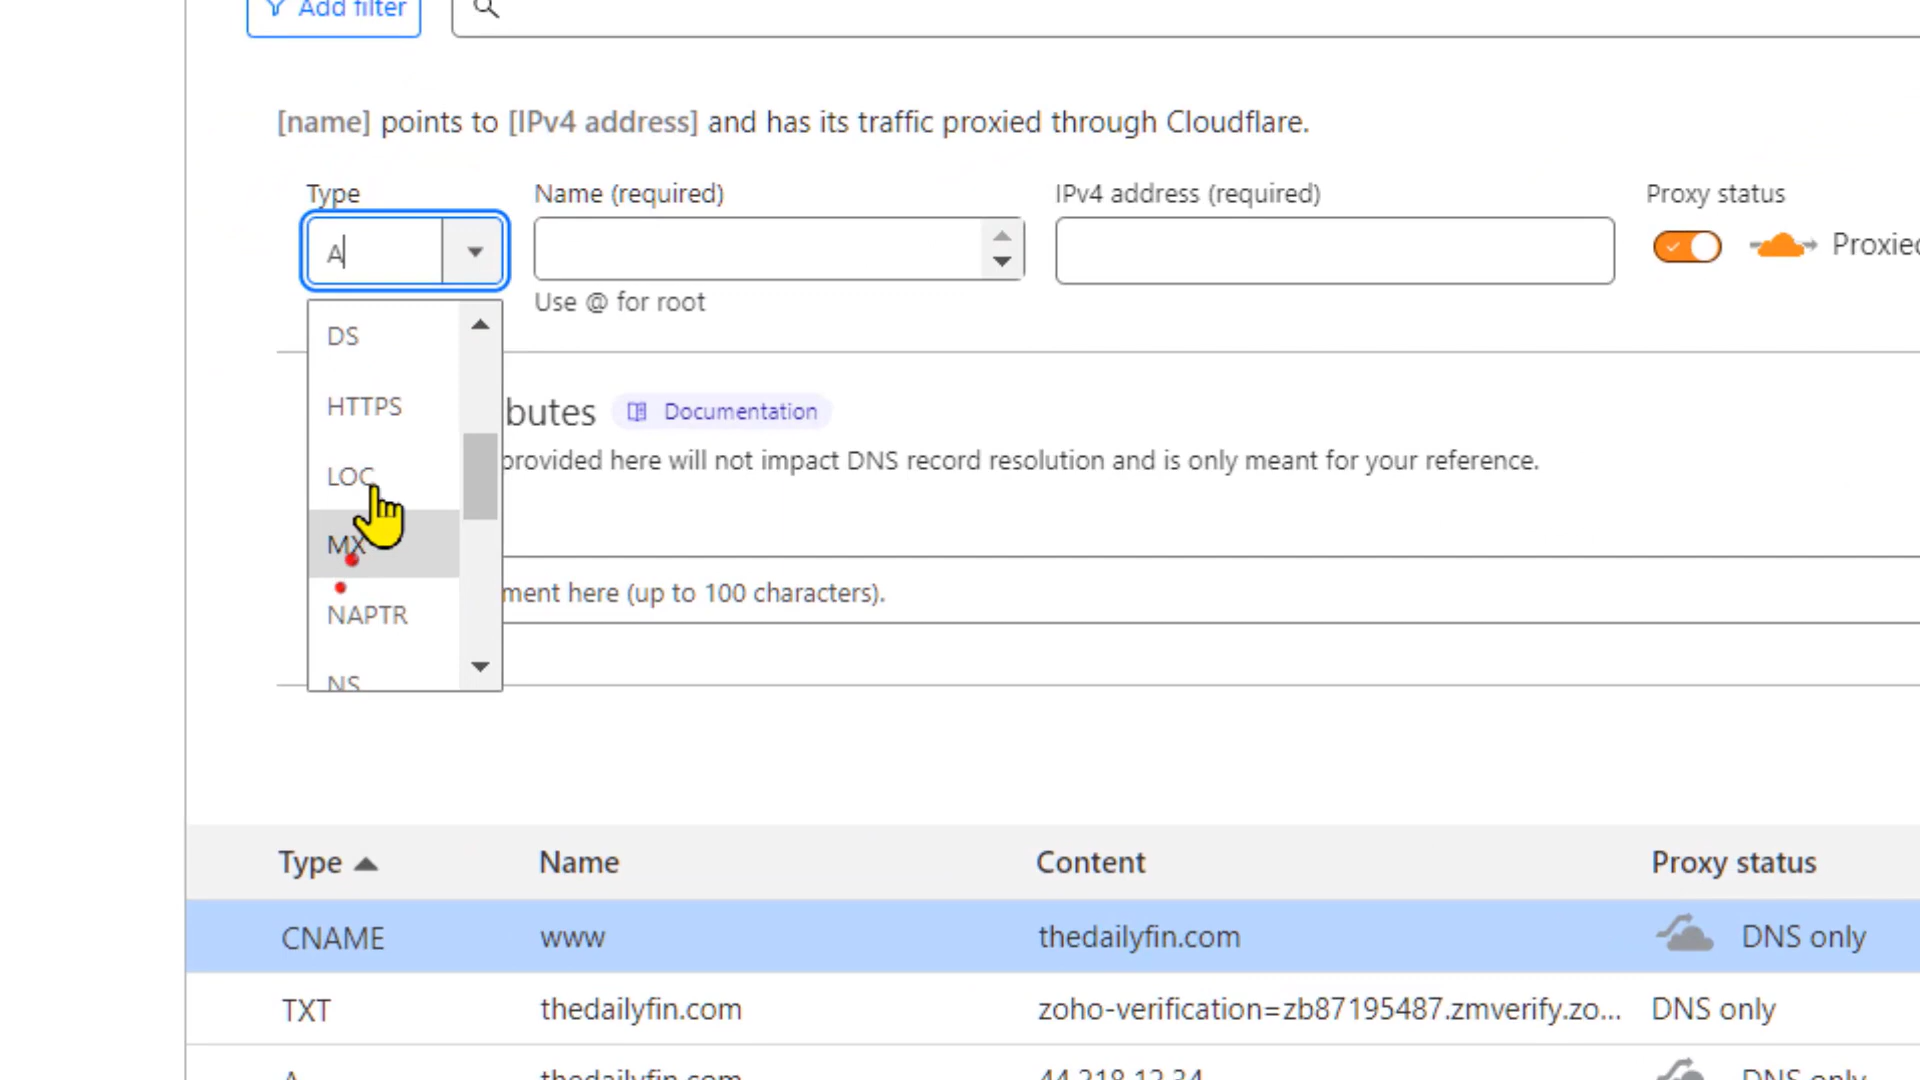 Add filter
[name] points to [IPv4 address] and has its traffic proxied through Cloudflare.
Type
Name (required)
IPv4 address (required)
Proxy status
A
Proxied
Use @ for root
DS
HTTPS
butes
Documentation
LOC
provided here will not impact DNS record resolution and is only meant for your reference.
MX
ment here (up to 100 characters).
NAPTR
NS
Type Name Content Proxy status
CNAME www thedailyfin.com DNS only
TXT thedailyfin.com zoho-verification=zb87195487.zmverify.zo... DNS only
A thedailyfin.com 44.218.12.34 DNS only